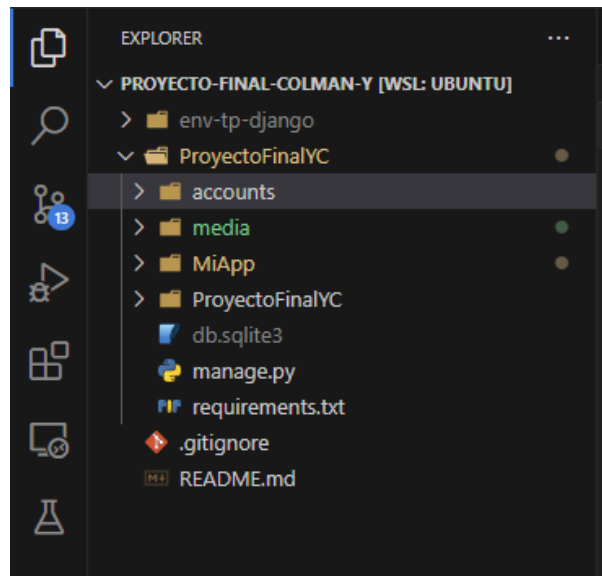 EXPLORER
PROYECTO-FINAL-COLMAN-Y [WSL: UBUNTU]
env-tp-django
ProyectoFinalYC
accounts
13
media
MiApp
ProyectoFinalYC
db.sqlite3
manage.py
PIP requirements.txt
.gitignore
M+ README.md